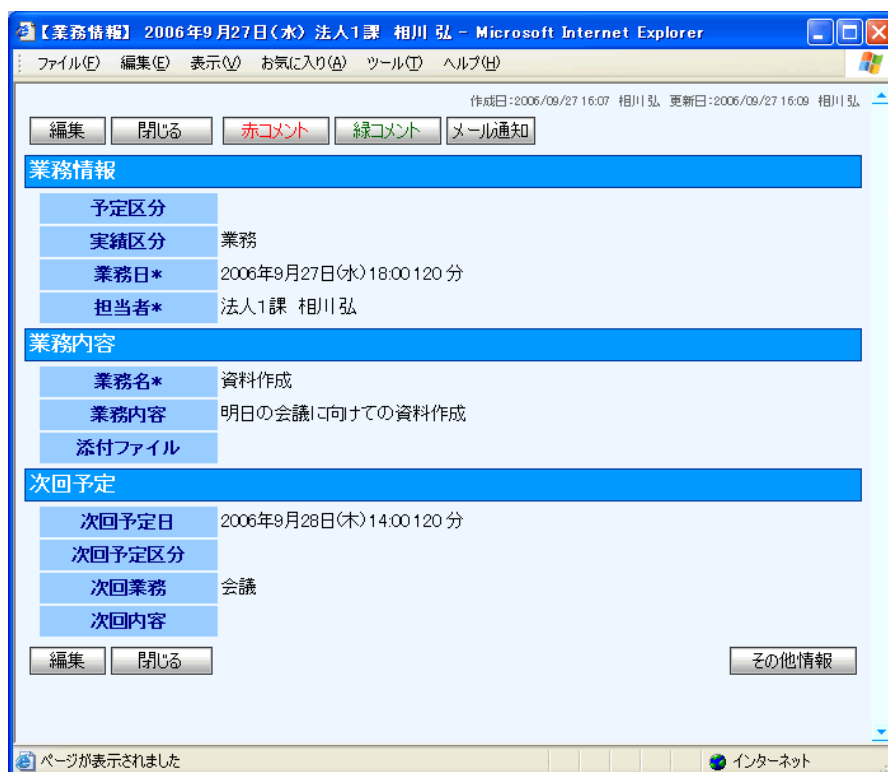 【業務情報】 2006年9月27日(水) 法人1課 相川 弘 - Microsoft Internet Explorer
ファイル(F) 編集(E) 表示(V) お気に入り(A) ツール(T) ヘルプ(H)
作成日:2006/09/27 16:07 相川 弘 更新日:2006/09/27 16:09 相川 弘
編集 閉じる 赤コメント 緑コメント メール通知
業務情報
予定区分
実績区分 業務
業務日* 2006年9月27日(水) 18:00 120 分
担当者* 法人1課 相川 弘
業務内容
業務名* 資料作成
業務内容 明日の会議に向けての資料作成
添付ファイル
次回予定
次回予定日 2006年9月28日(木) 14:00 120 分
次回予定区分
次回業務 会議
次回内容
編集 閉じる その他情報
ページが表示されました インターネット